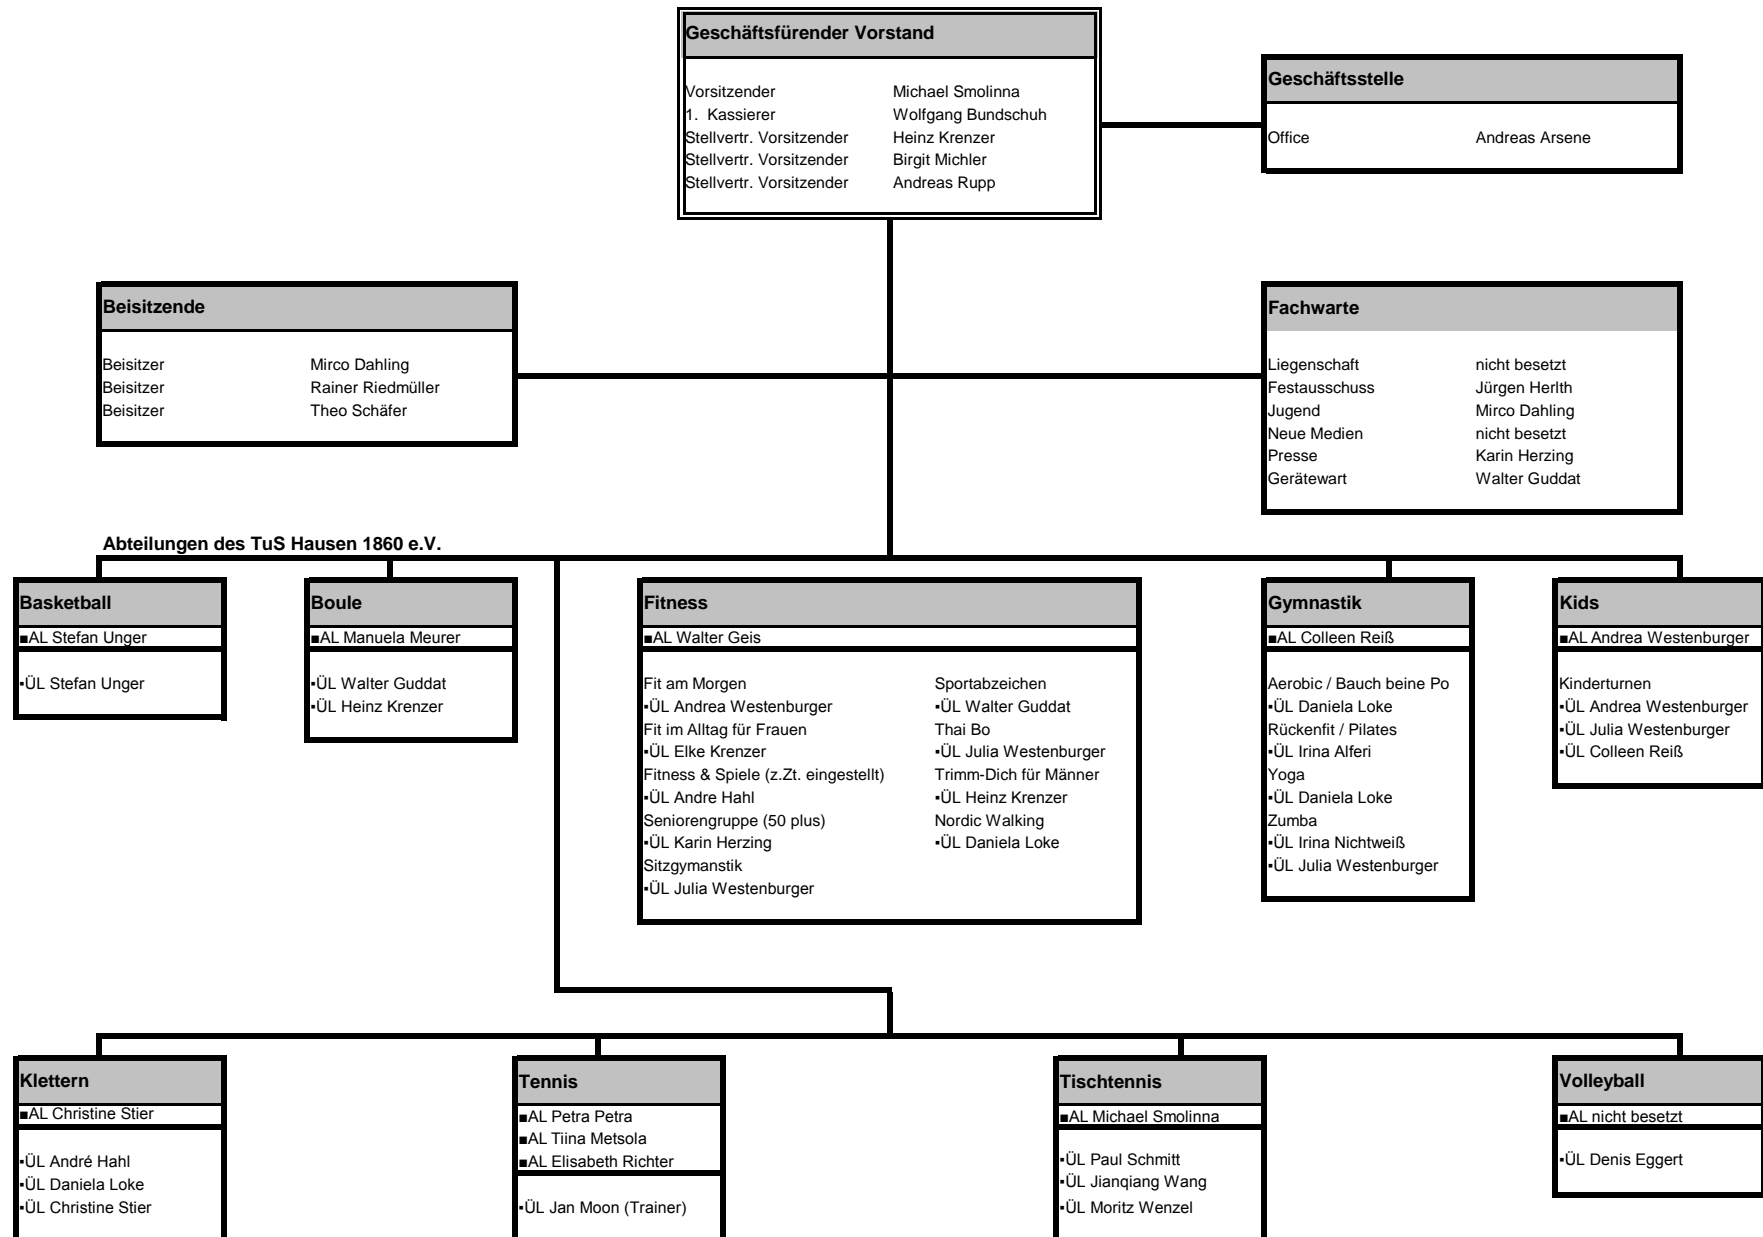 Geschäftsfürender Vorstand
Vorsitzender Michael Smolinna
1. Kassierer Wolfgang Bundschuh
Stellvertr. Vorsitzender Heinz Krenzer
Stellvertr. Vorsitzender Birgit Michler
Stellvertr. Vorsitzender Andreas Rupp
Geschäftsstelle
Office Andreas Arsene
Beisitzende
Beisitzer Mirco Dahling
Beisitzer Rainer Riedmüller
Beisitzer Theo Schäfer
Fachwarte
Liegenschaft nicht besetzt
Festausschuss Jürgen Herlth
Jugend Mirco Dahling
Neue Medien nicht besetzt
Presse Karin Herzing
Gerätewart Walter Guddat
Abteilungen des TuS Hausen 1860 e.V.
Basketball
▪AL Stefan Unger
▪ÜL Stefan Unger
Boule
▪AL Manuela Meurer
▪ÜL Walter Guddat
▪ÜL Heinz Krenzer
Fitness
▪AL Walter Geis
Fit am Morgen
▪ÜL Andrea Westenburger
Fit im Alltag für Frauen
▪ÜL Elke Krenzer
Fitness & Spiele (z.Zt. eingestellt)
▪ÜL Andre Hahl
Seniorengruppe (50 plus)
▪ÜL Karin Herzing
Sitzgymanstik
▪ÜL Julia Westenburger
Sportabzeichen
▪ÜL Walter Guddat
Thai Bo
▪ÜL Julia Westenburger
Trimm-Dich für Männer
▪ÜL Heinz Krenzer
Nordic Walking
▪ÜL Daniela Loke
Gymnastik
▪AL Colleen Reiß
Aerobic / Bauch beine Po
▪ÜL Daniela Loke
Rückenfit / Pilates
▪ÜL Irina Alferi
Yoga
▪ÜL Daniela Loke
Zumba
▪ÜL Irina Nichtweiß
▪ÜL Julia Westenburger
Kids
▪AL Andrea Westenburger
Kinderturnen
▪ÜL Andrea Westenburger
▪ÜL Julia Westenburger
▪ÜL Colleen Reiß
Klettern
▪AL Christine Stier
▪ÜL André Hahl
▪ÜL Daniela Loke
▪ÜL Christine Stier
Tennis
▪AL Petra Petra
▪AL Tiina Metsola
▪AL Elisabeth Richter
▪ÜL Jan Moon (Trainer)
Tischtennis
▪AL Michael Smolinna
▪ÜL Paul Schmitt
▪ÜL Jianqiang Wang
▪ÜL Moritz Wenzel
Volleyball
▪AL nicht besetzt
▪ÜL Denis Eggert